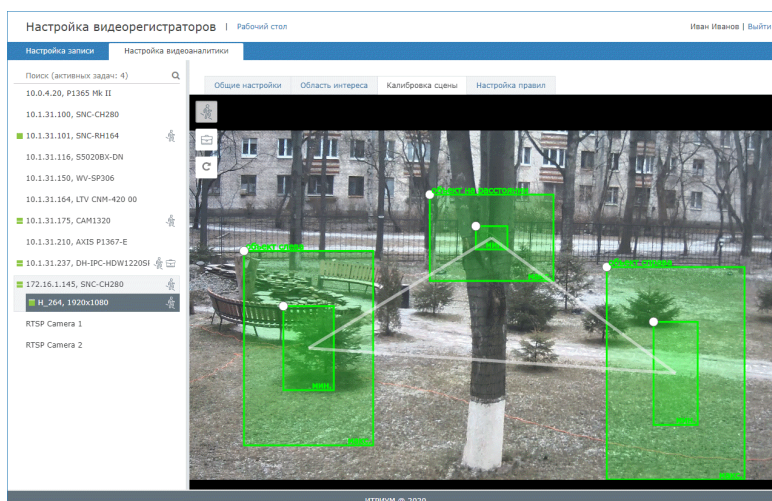 Настройка видеорегистраторов | Рабочий стол
Иван Иванов | Выйти
Настройка записи
Настройка видеоаналитики
Поиск (активных задач: 4)
Общие настройки
Область интереса
Калибровка сцены
Настройка правил
10.0.4.20, P1365 Mk II
10.1.31.100, SNC-CH280
10.1.31.101, SNC-RH164
10.1.31.116, S5020BX-DN
10.1.31.150, WV-SP306
10.1.31.164, LTV CNM-420 00
10.1.31.175, CAM1320
10.1.31.210, AXIS P1367-E
10.1.31.237, DH-IPC-HDW1220S
172.16.1.145, SNC-CH280
H_264, 1920x1080
RTSP Camera 1
RTSP Camera 2
объект на расстоянии
мин.
объект слева
мин.
объект справа
ИТРИУМ © 2020